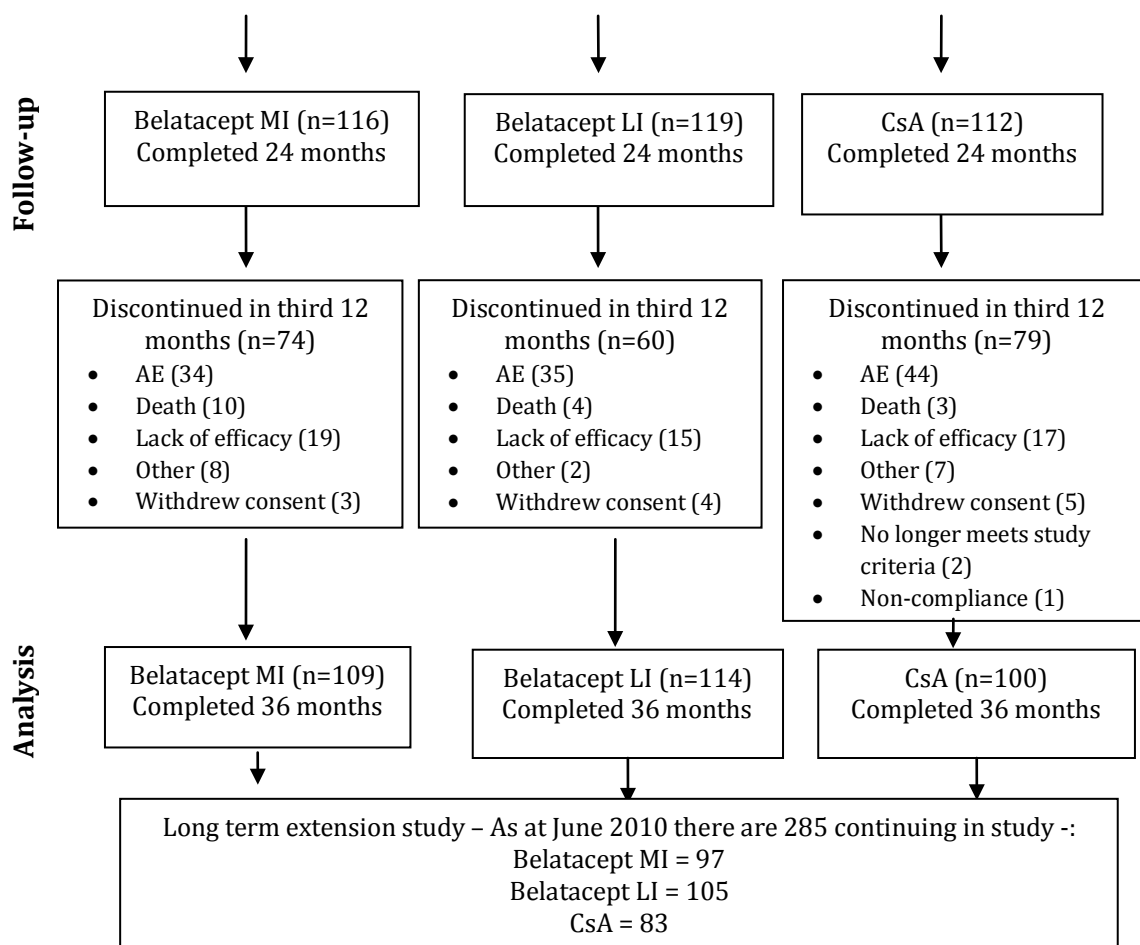 Follow-up
Belatacept MI (n=116)
Completed 24 months
Belatacept LI (n=119)
Completed 24 months
CsA (n=112)
Completed 24 months
Discontinued in third 12
months (n=74)
• AE (34)
• Death (10)
• Lack of efficacy (19)
• Other (8)
• Withdrew consent (3)
Discontinued in third 12
months (n=60)
• AE (35)
• Death (4)
• Lack of efficacy (15)
• Other (2)
• Withdrew consent (4)
Discontinued in third 12
months (n=79)
• AE (44)
• Death (3)
• Lack of efficacy (17)
• Other (7)
• Withdrew consent (5)
• No longer meets study
criteria (2)
• Non-compliance (1)
Analysis
Belatacept MI (n=109)
Completed 36 months
Belatacept LI (n=114)
Completed 36 months
CsA (n=100)
Completed 36 months
Long term extension study – As at June 2010 there are 285 continuing in study -:
Belatacept MI = 97
Belatacept LI = 105
CsA = 83